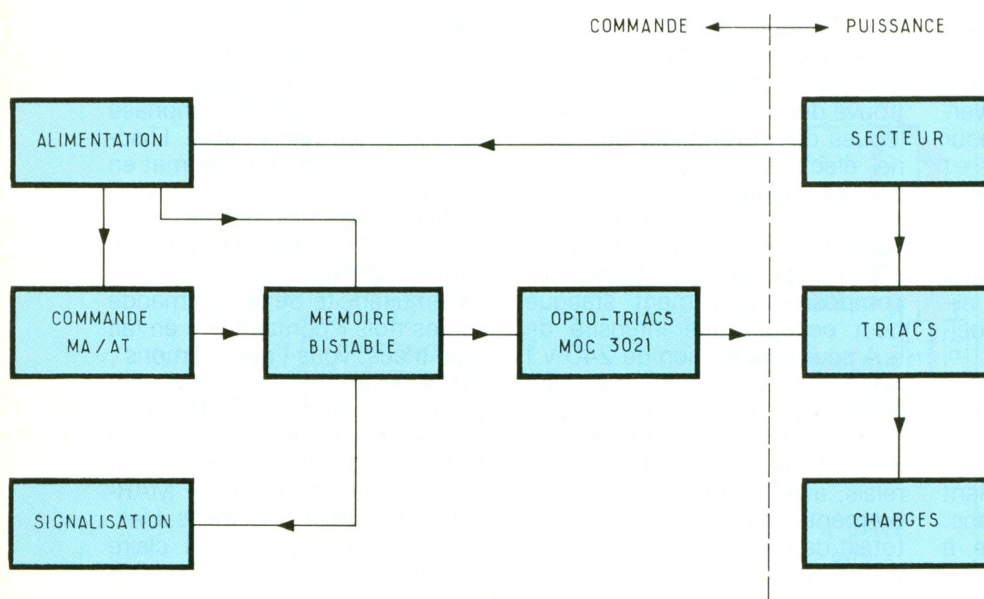 COMMANDE
PUISSANCE
ALIMENTATION
SECTEUR
COMMANDE
MA/AT
MEMOIRE
BISTABLE
OPTO-TRIACS
MOC 3021
TRIACS
SIGNALISATION
CHARGES